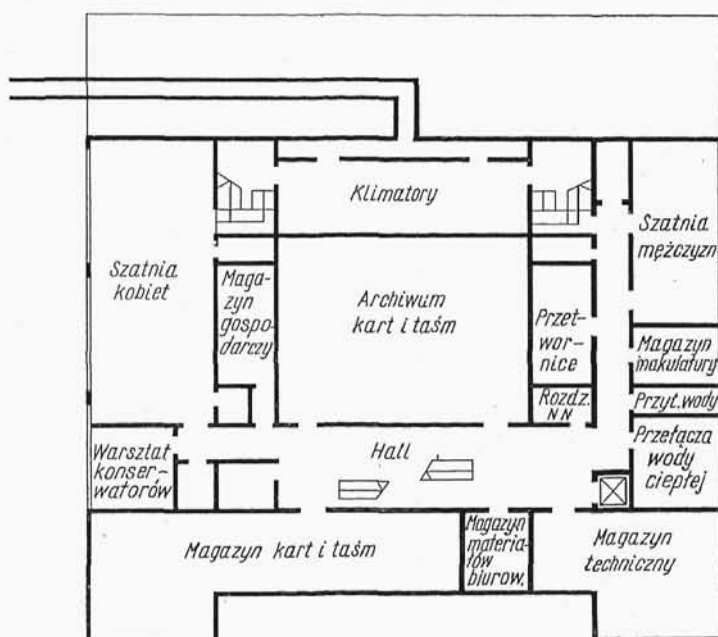 Klimatory
Szatnia
kobiet
Maga-
zyn
gospo-
darczy
Archiwum
kart i taśm
Przet-
wor-
nice
Szatnia
mężczyzn
Magazyn
makulatury
Rozdz.
NN
Przył. wody
Warsztat
konser-
watorów
Hall
Przełącza
wody
ciepłej
Magazyn kart i taśm
Magazyn
materia-
łów
biurow.
Magazyn
techniczny